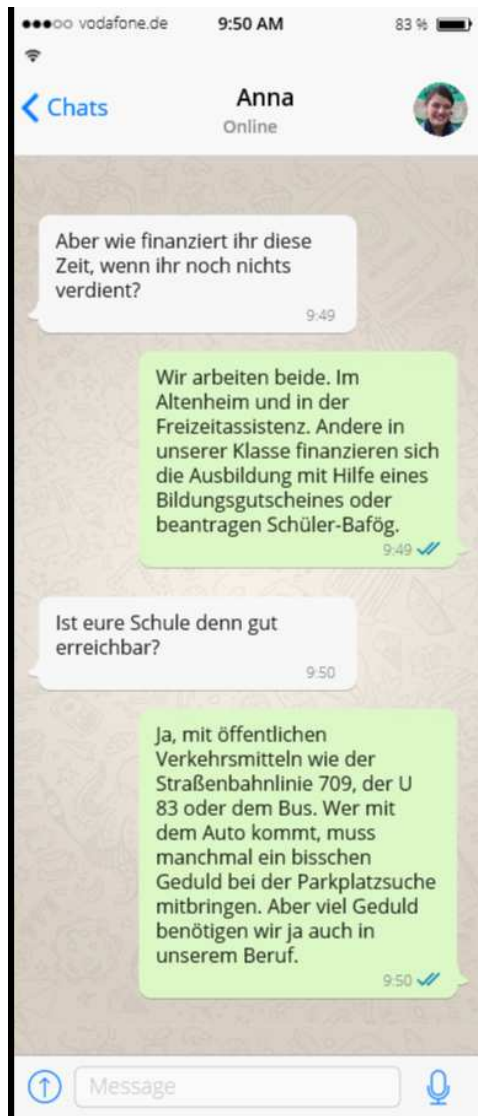 vodafone.de 9:50 AM 83 %
Chats
Anna
Online
Aber wie finanziert ihr diese
Zeit, wenn ihr noch nichts
verdient?
9:49
Wir arbeiten beide. Im
Altenheim und in der
Freizeitassistenz. Andere in
unserer Klasse finanzieren sich
die Ausbildung mit Hilfe eines
Bildungsgutscheines oder
beantragen Schüler-Bafög.
9:49
Ist eure Schule denn gut
erreichbar?
9:50
Ja, mit öffentlichen
Verkehrsmitteln wie der
Straßenbahnlinie 709, der U
83 oder dem Bus. Wer mit
dem Auto kommt, muss
manchmal ein bisschen
Geduld bei der Parkplatzsuche
mitbringen. Aber viel Geduld
benötigen wir ja auch in
unserem Beruf.
9:50
Message